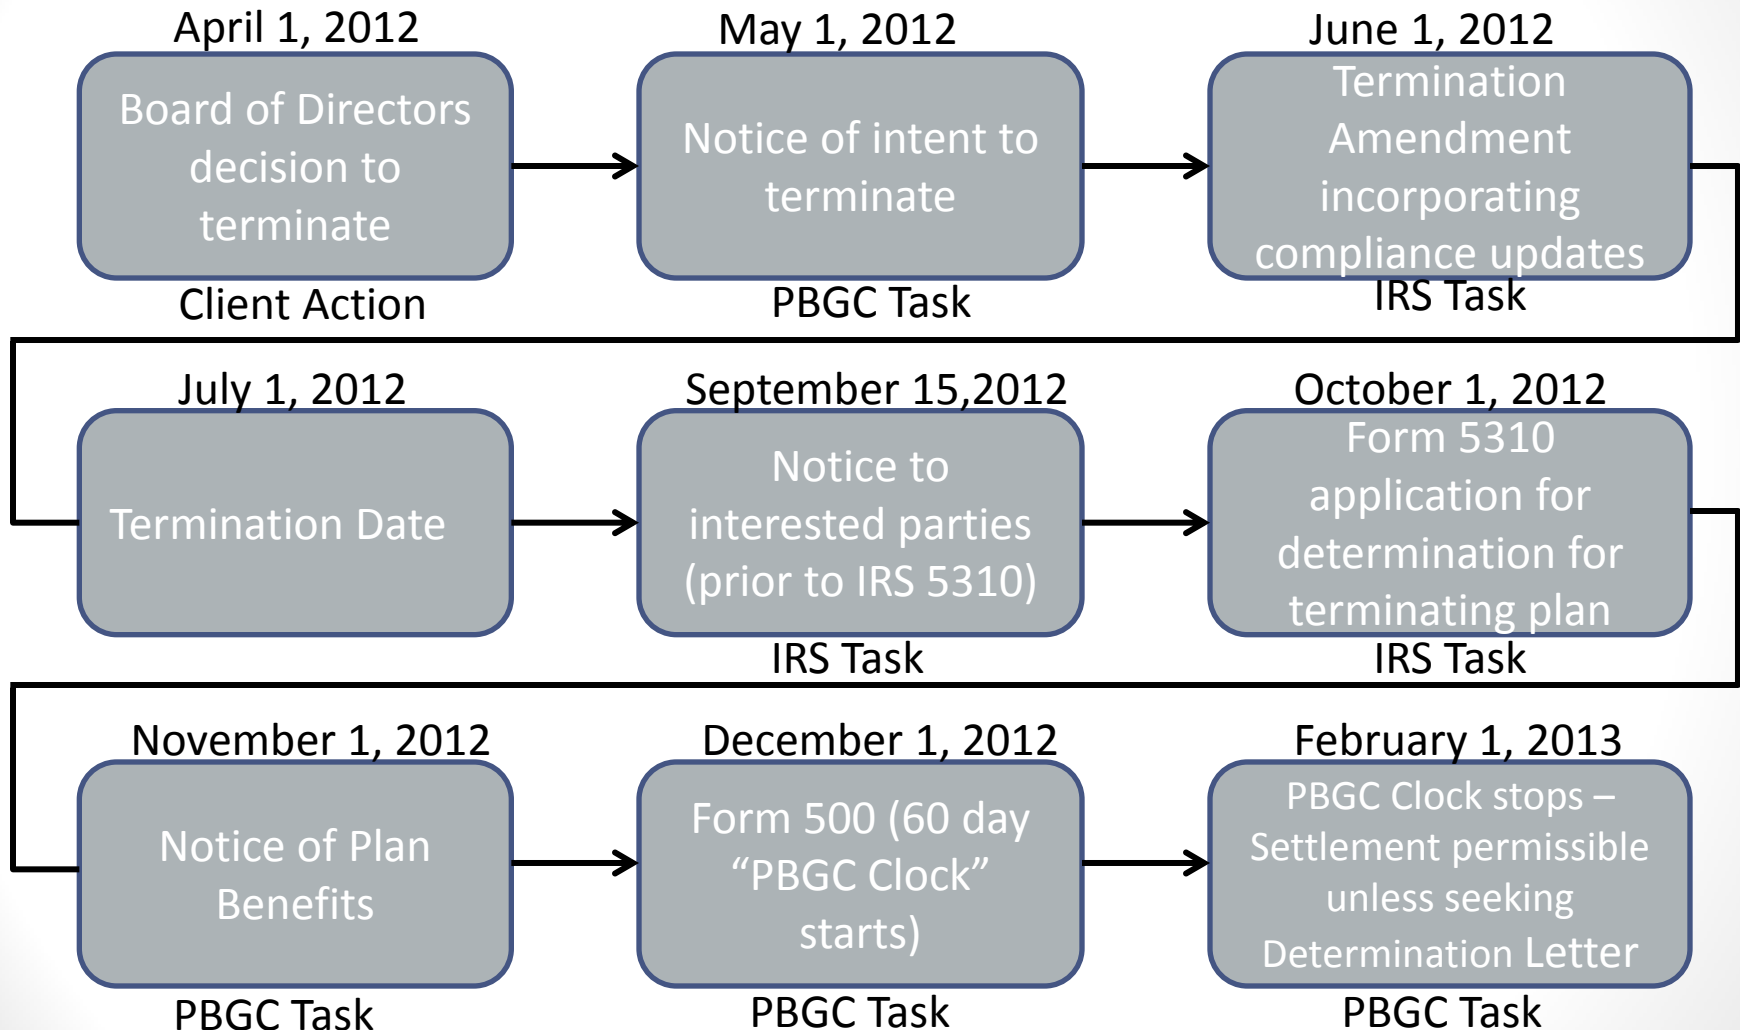 April 1, 2012
Board of Directors
decision to
terminate
Client Action
May 1, 2012
Notice of intent to
terminate
PBGC Task
June 1, 2012
Termination
Amendment
incorporating
compliance updates
IRS Task
July 1, 2012
Termination Date
September 15,2012
Notice to
interested parties
(prior to IRS 5310)
IRS Task
October 1, 2012
Form 5310
application for
determination for
terminating plan
IRS Task
November 1, 2012
Notice of Plan
Benefits
PBGC Task
December 1, 2012
Form 500 (60 day
“PBGC Clock”
starts)
PBGC Task
February 1, 2013
PBGC Clock stops –
Settlement permissible
unless seeking
Determination Letter
PBGC Task